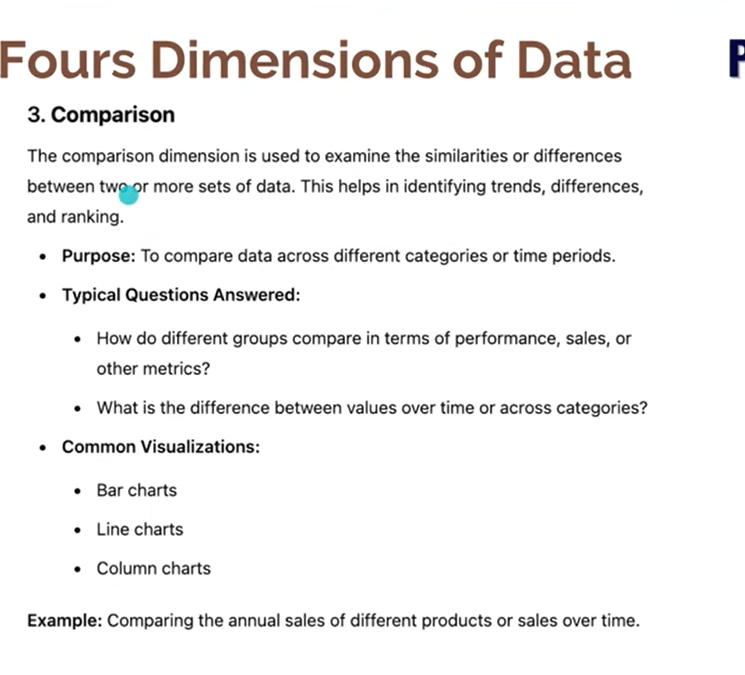 Fours Dimensions of Data
P
3. Comparison
The comparison dimension is used to examine the similarities or differences
between two or more sets of data. This helps in identifying trends, differences,
and ranking.
• Purpose: To compare data across different categories or time periods.
• Typical Questions Answered:
• How do different groups compare in terms of performance, sales, or
other metrics?
• What is the difference between values over time or across categories?
• Common Visualizations:
• Bar charts
• Line charts
• Column charts
Example: Comparing the annual sales of different products or sales over time.